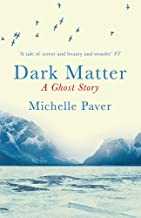 'A tale of terror and beauty and wonder' FT
Dark Matter
A Ghost Story
Michelle Paver